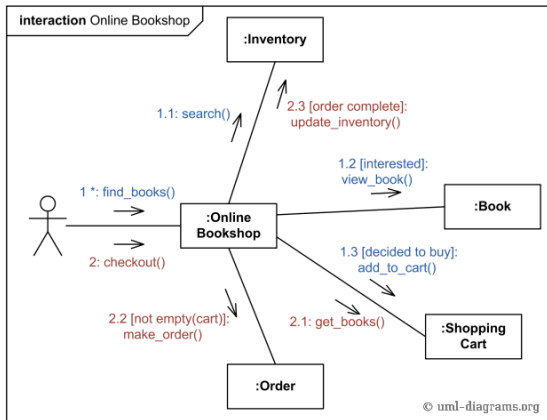 interaction Online Bookshop
:Inventory
1.1: search()
2.3 [order complete]:
update_inventory()
1.2 [interested]:
view_book()
1 *: find_books()
:Online
Bookshop
:Book
2: checkout()
1.3 [decided to buy]:
add_to_cart()
2.2 [not empty(cart)]:
make_order()
2.1: get_books()
:Shopping
Cart
:Order
© uml-diagrams.org